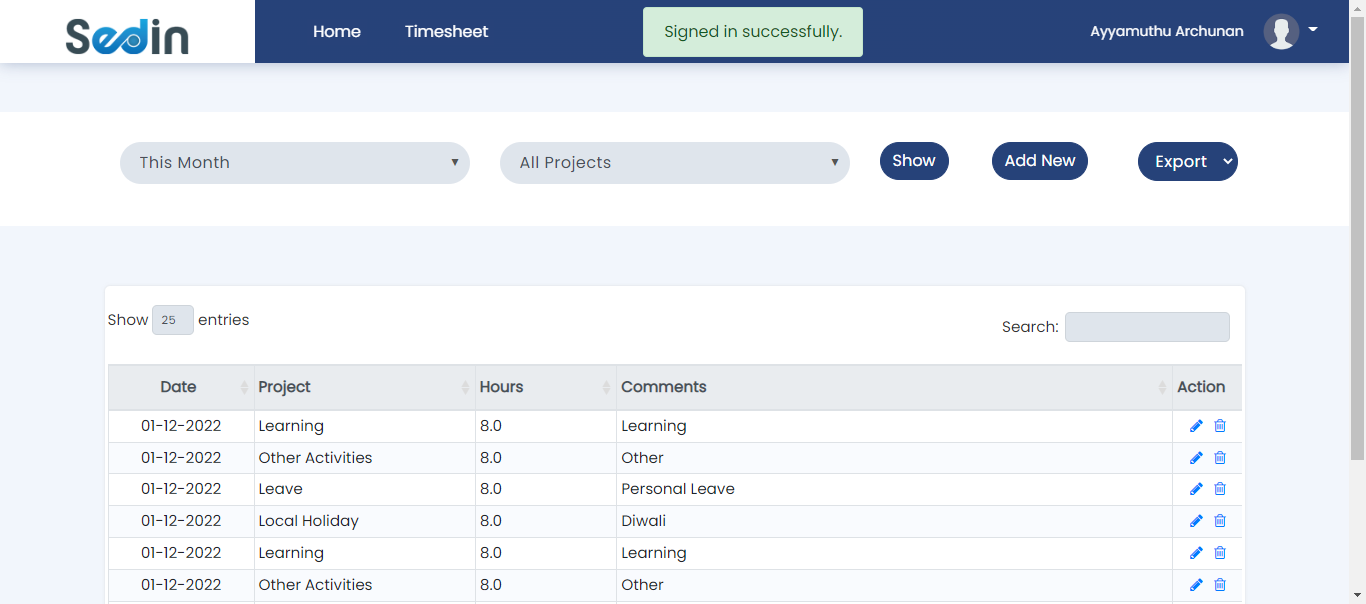 Sedin Home Timesheet Signed in successfully. Ayyamuthu Archunan
This Month All Projects Show Add New Export
Show 25 entries
Search:
Date Project Hours Comments Action
01-12-2022 Learning 8.0 Learning
01-12-2022 Other Activities 8.0 Other
01-12-2022 Leave 8.0 Personal Leave
01-12-2022 Local Holiday 8.0 Diwali
01-12-2022 Learning 8.0 Learning
01-12-2022 Other Activities 8.0 Other